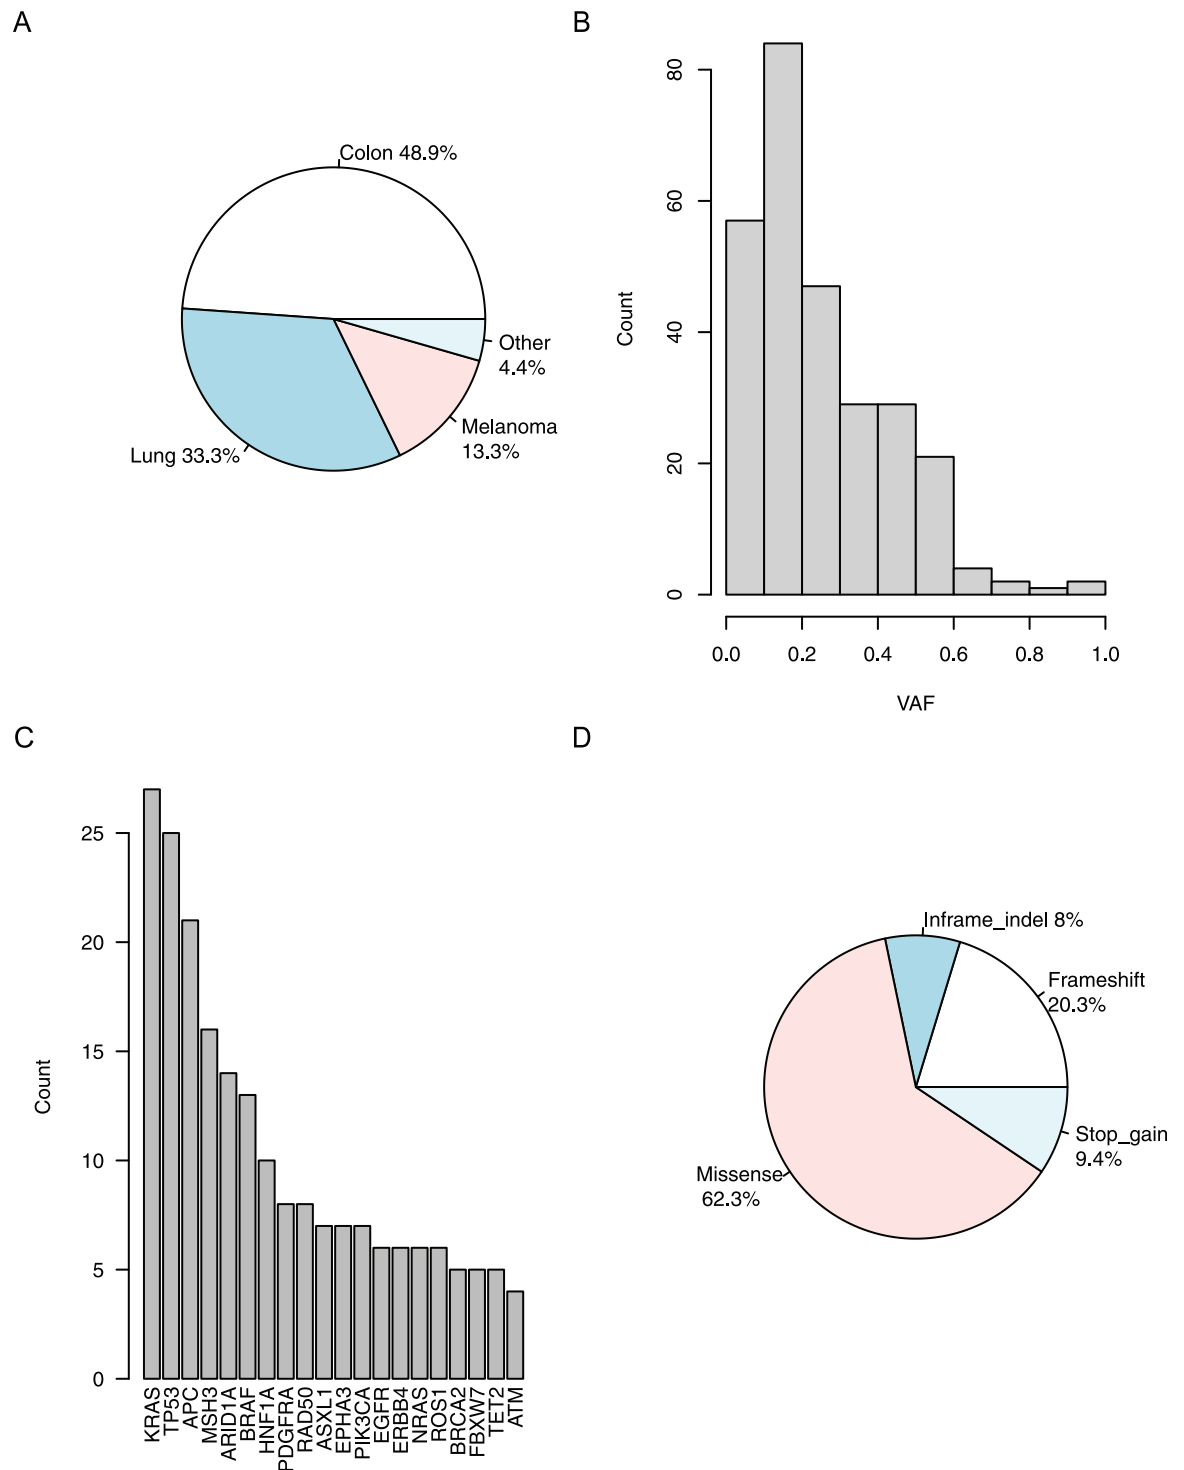 A
Colon 48.9%
Other
4.4%
Melanoma
13.3%
Lung 33.3%
B
80
60
40
20
0
Count
0.0 0.2 0.4 0.6 0.8 1.0
VAF
C
25
20
15
10
5
0
Count
KRAS
TP53
APC
MSH3
ARID1A
BRAF
HNF1A
PDGFRA
RAD50
ASXL1
EPHA3
PIK3CA
EGFR
ERBB4
NRAS
ROS1
BRCA2
FBXW7
TET2
ATM
D
Inframe_indel 8%
Frameshift
20.3%
Stop_gain
9.4%
Missense
62.3%